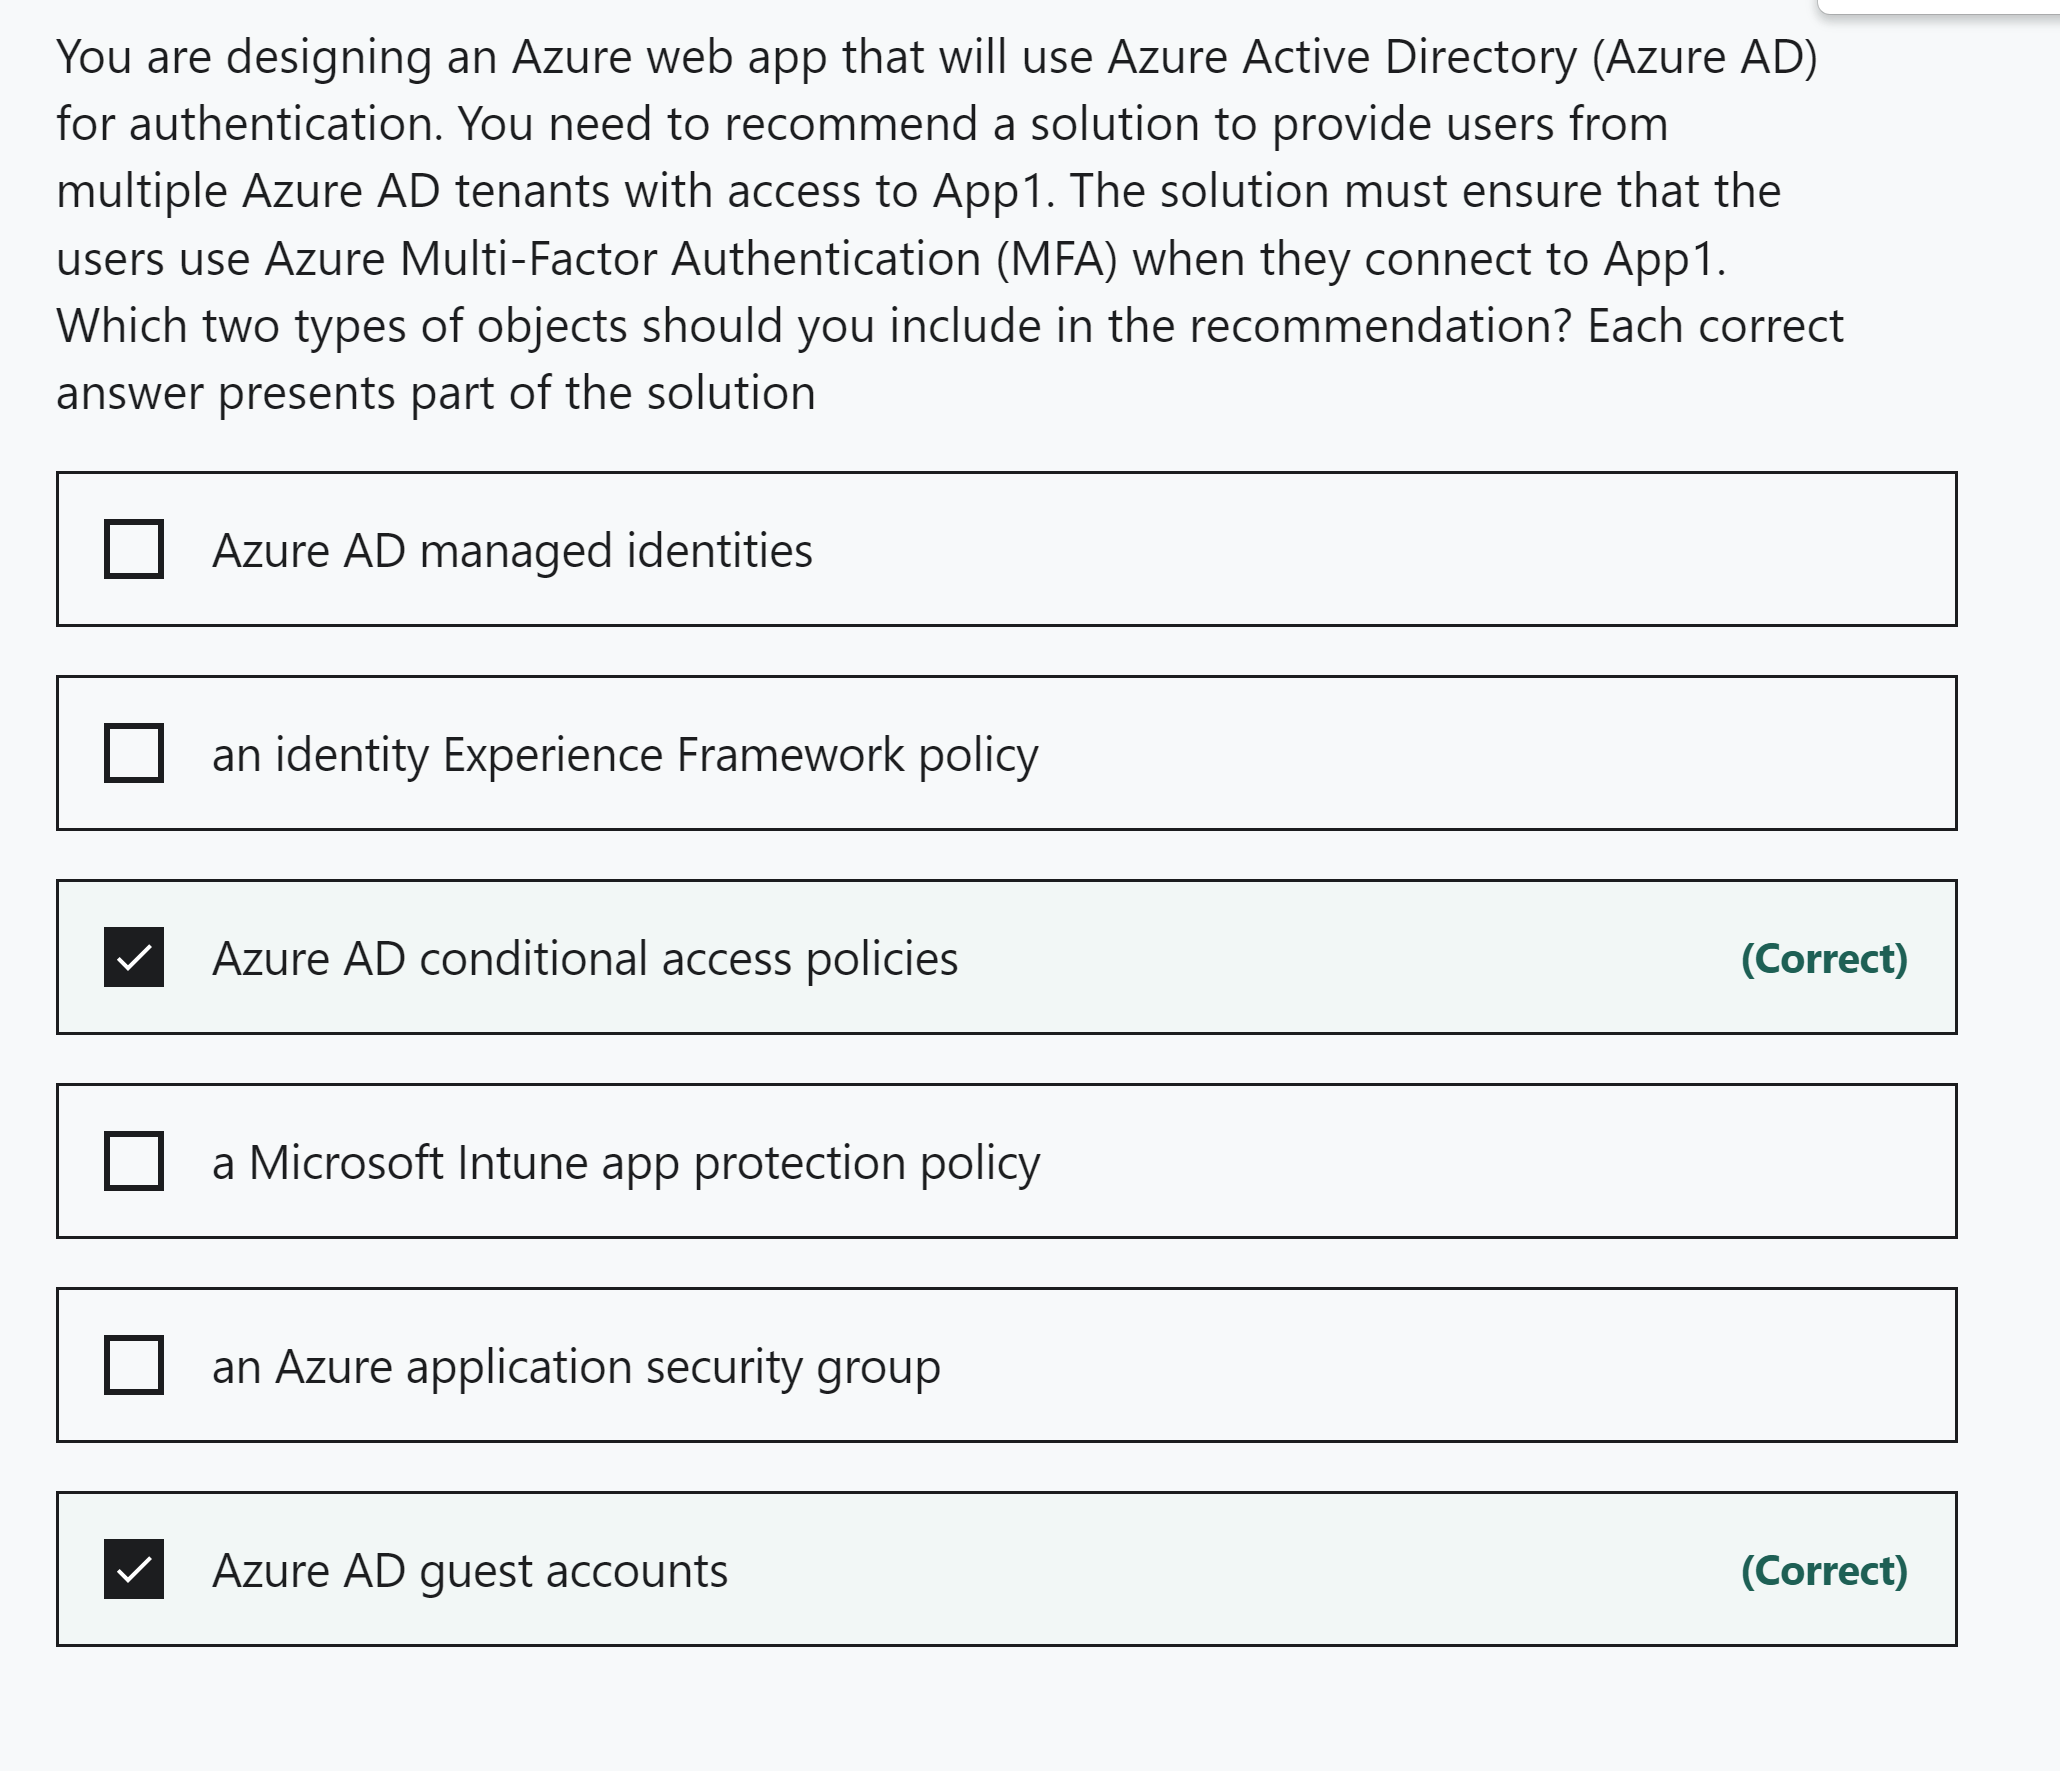 You are designing an Azure web app that will use Azure Active Directory (Azure AD)
for authentication. You need to recommend a solution to provide users from
multiple Azure AD tenants with access to App1. The solution must ensure that the
users use Azure Multi-Factor Authentication (MFA) when they connect to App1.
Which two types of objects should you include in the recommendation? Each correct
answer presents part of the solution
Azure AD managed identities
an identity Experience Framework policy
Azure AD conditional access policies (Correct)
a Microsoft Intune app protection policy
an Azure application security group
Azure AD guest accounts (Correct)